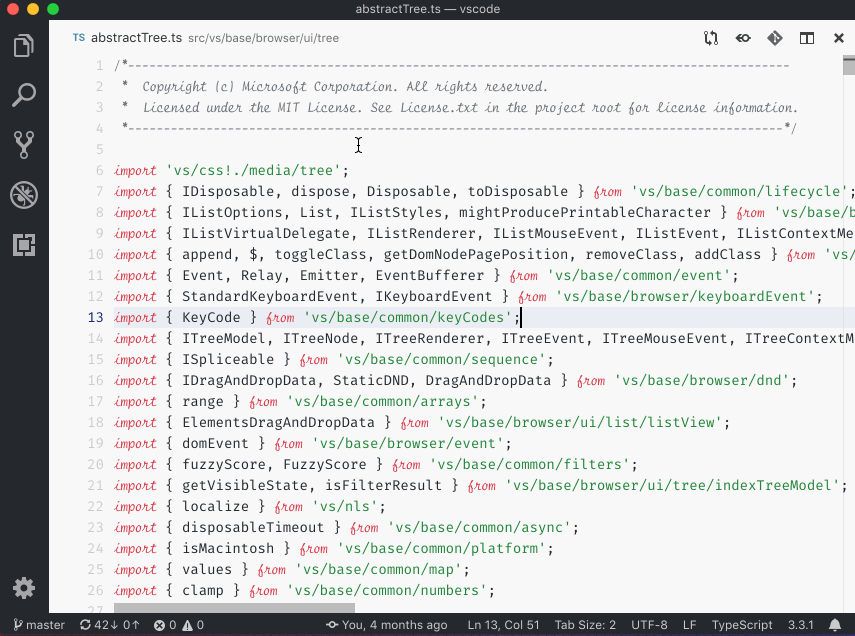 abstractTree.ts — vscode
TS abstractTree.ts src/vs/base/browser/ui/tree
1 /*---------------------------------------------------------------------------------------------
2 * Copyright (c) Microsoft Corporation. All rights reserved.
3 * Licensed under the MIT License. See License.txt in the project root for license information.
4 *--------------------------------------------------------------------------------------------*/
5
6 import 'vs/css!./media/tree';
7 import { IDisposable, dispose, Disposable, toDisposable } from 'vs/base/common/lifecycle';
8 import { IListOptions, List, IListStyles, mightProducePrintableCharacter } from 'vs/base/b
9 import { IListVirtualDelegate, IListRenderer, IListMouseEvent, IListEvent, IListContextMe
10 import { append, $, toggleClass, getDomNodePagePosition, removeClass, addClass } from 'vs/
11 import { Event, Relay, Emitter, EventBufferer } from 'vs/base/common/event';
12 import { StandardKeyboardEvent, IKeyboardEvent } from 'vs/base/browser/keyboardEvent';
13 import { KeyCode } from 'vs/base/common/keyCodes';
14 import { ITreeModel, ITreeNode, ITreeRenderer, ITreeEvent, ITreeMouseEvent, ITreeContextM
15 import { ISpliceable } from 'vs/base/common/sequence';
16 import { IDragAndDropData, StaticDND, DragAndDropData } from 'vs/base/browser/dnd';
17 import { range } from 'vs/base/common/arrays';
18 import { ElementsDragAndDropData } from 'vs/base/browser/ui/list/listView';
19 import { domEvent } from 'vs/base/browser/event';
20 import { fuzzyScore, FuzzyScore } from 'vs/base/common/filters';
21 import { getVisibleState, isFilterResult } from 'vs/base/browser/ui/tree/indexTreeModel';
22 import { localize } from 'vs/nls';
23 import { disposableTimeout } from 'vs/base/common/async';
24 import { isMacintosh } from 'vs/base/common/platform';
25 import { values } from 'vs/base/common/map';
26 import { clamp } from 'vs/base/common/numbers';
27
master 42↓ 0↑ 0 0 You, 4 months ago Ln 13, Col 51 Tab Size: 2 UTF-8 LF TypeScript 3.3.1